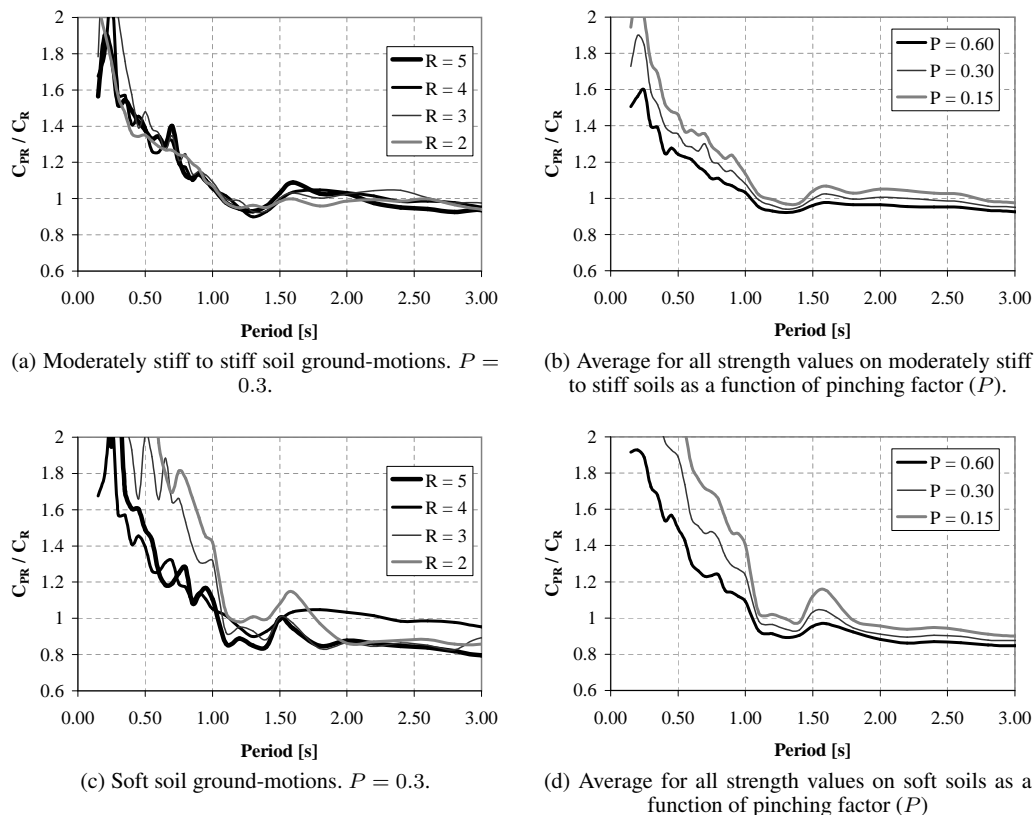 2
1.8
1.6
1.4
1.2
1
0.8
0.6
C_PR / C_R
0.00 0.50 1.00 1.50 2.00 2.50 3.00
Period [s]
R = 5
R = 4
R = 3
R = 2
(a) Moderately stiff to stiff soil ground-motions. P =
0.3.
2
1.8
1.6
1.4
1.2
1
0.8
0.6
C_PR / C_R
0.00 0.50 1.00 1.50 2.00 2.50 3.00
Period [s]
P = 0.60
P = 0.30
P = 0.15
(b) Average for all strength values on moderately stiff
to stiff soils as a function of pinching factor (P).
2
1.8
1.6
1.4
1.2
1
0.8
0.6
C_PR / C_R
0.00 0.50 1.00 1.50 2.00 2.50 3.00
Period [s]
R = 5
R = 4
R = 3
R = 2
(c) Soft soil ground-motions. P = 0.3.
2
1.8
1.6
1.4
1.2
1
0.8
0.6
C_PR / C_R
0.00 0.50 1.00 1.50 2.00 2.50 3.00
Period [s]
P = 0.60
P = 0.30
P = 0.15
(d) Average for all strength values on soft soils as a
function of pinching factor (P)